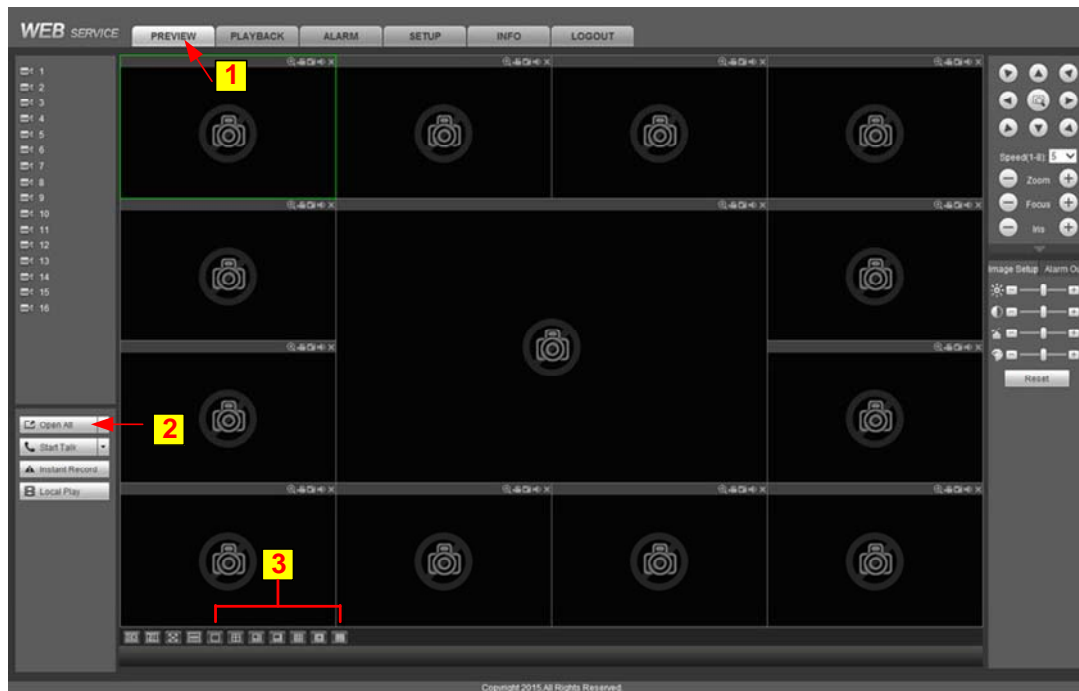 WEB SERVICE
PREVIEW PLAYBACK ALARM SETUP INFO LOGOUT
1
1
2
3
4
5
6
7
8
9
10
11
12
13
14
15
16
Speed(1-8): 5
Zoom
Focus
Iris
Image Setup Alarm Ou
Reset
Open All
2
Start Talk
Instant Record
Local Play
3
Copyright 2015,All Rights Reserved.